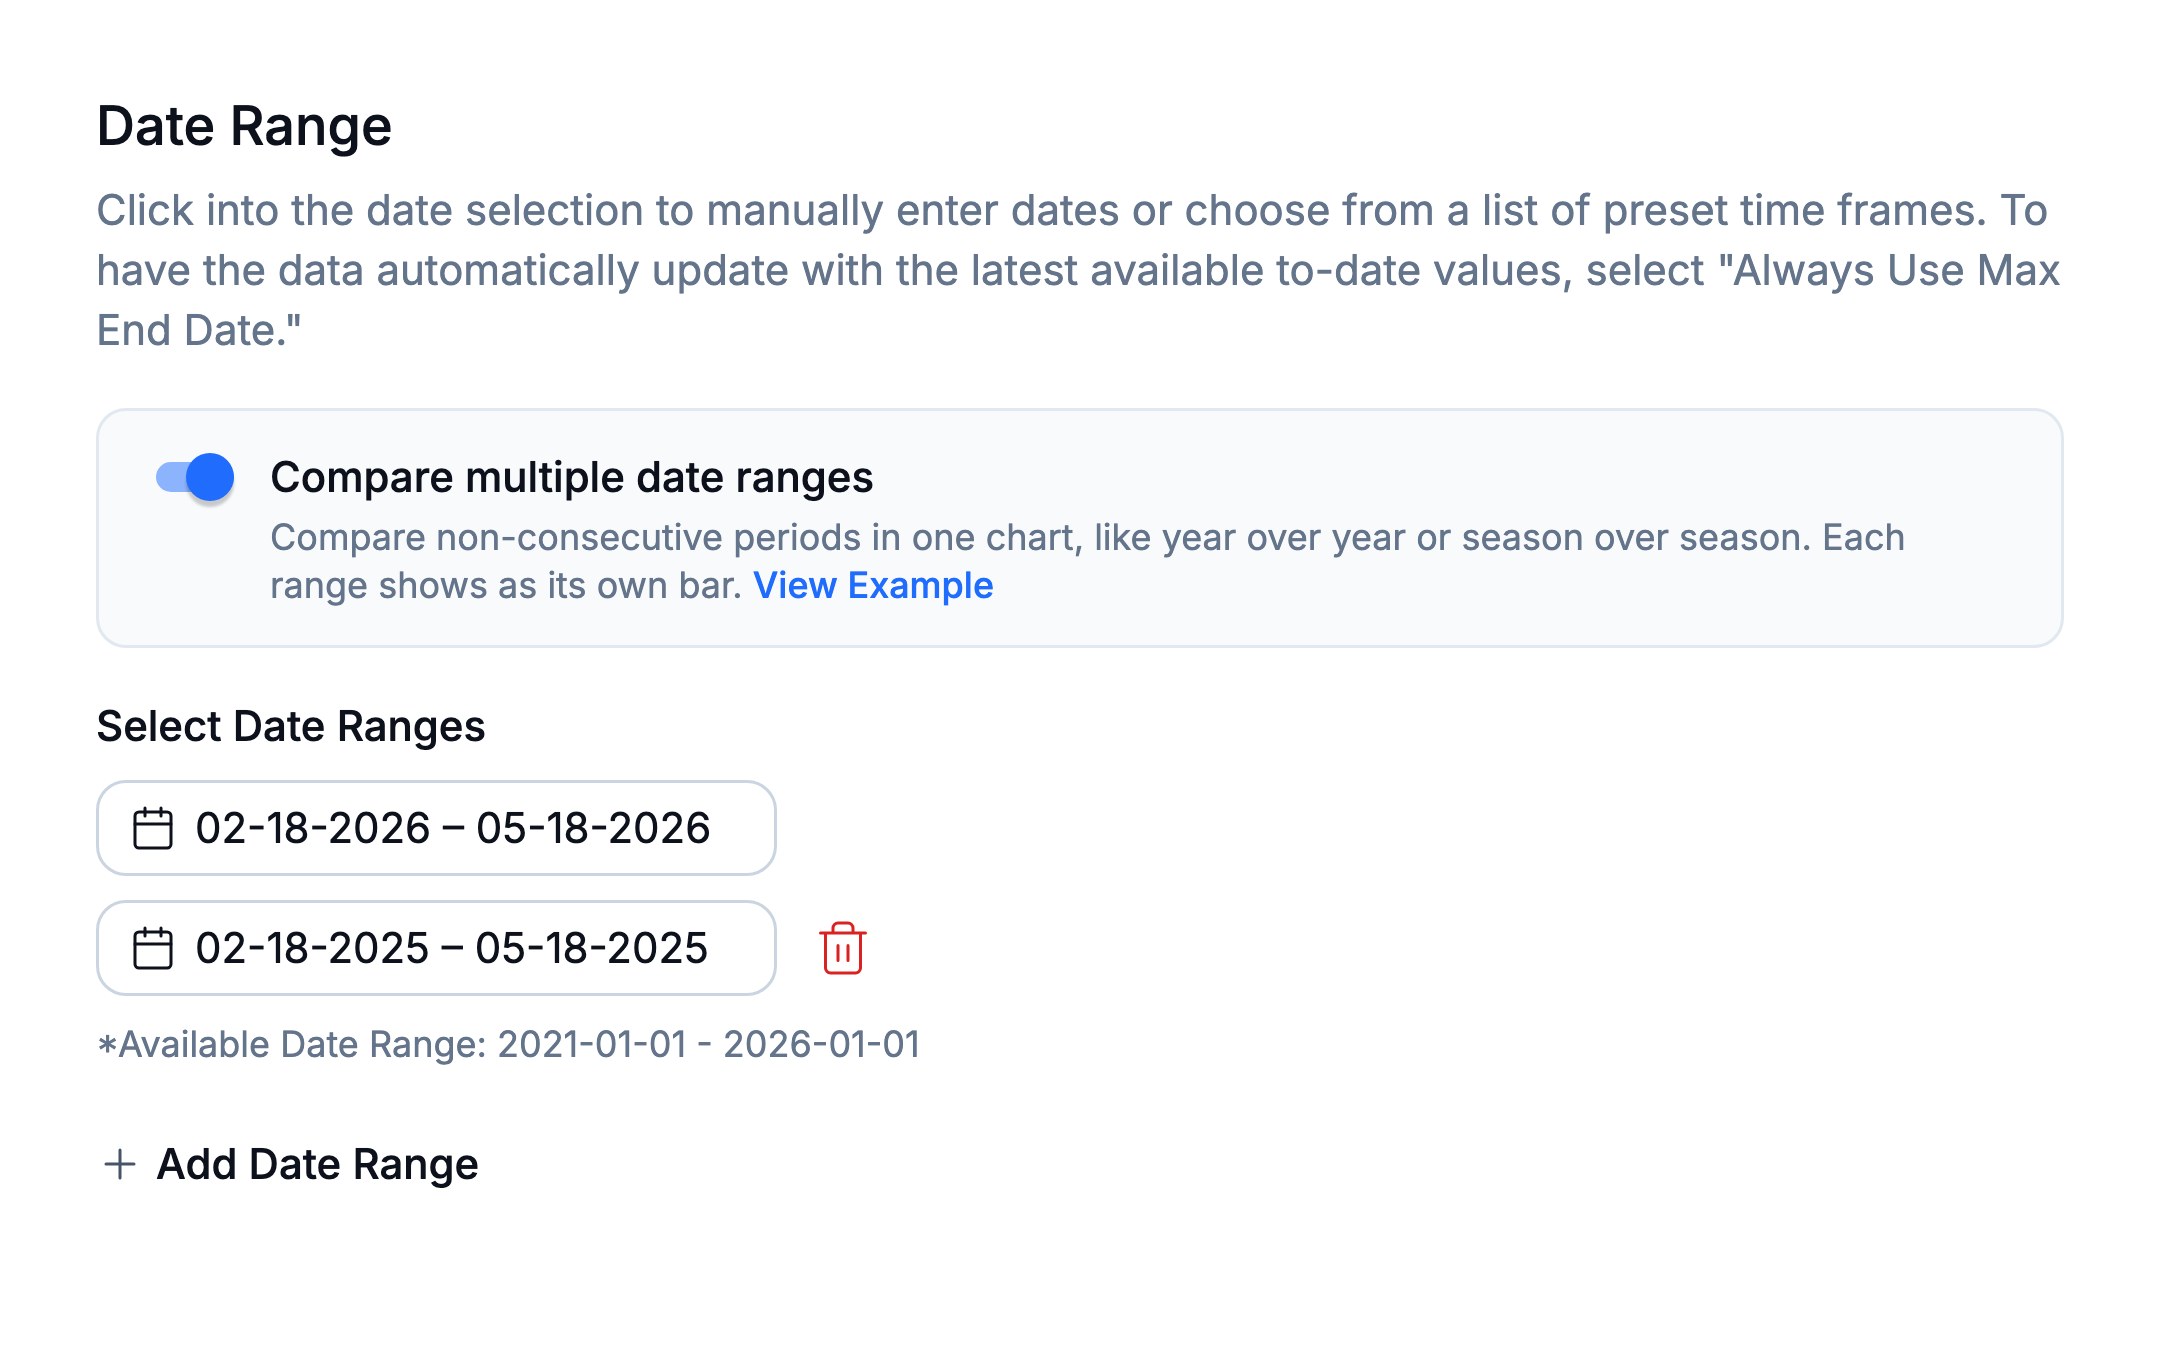 Date Range
Click into the date selection to manually enter dates or choose from a list of preset time frames. To
have the data automatically update with the latest available to-date values, select "Always Use Max
End Date."
Compare multiple date ranges
Compare non-consecutive periods in one chart, like year over year or season over season. Each
range shows as its own bar. View Example
Select Date Ranges
02-18-2026 – 05-18-2026
02-18-2025 – 05-18-2025
*Available Date Range: 2021-01-01 - 2026-01-01
+ Add Date Range